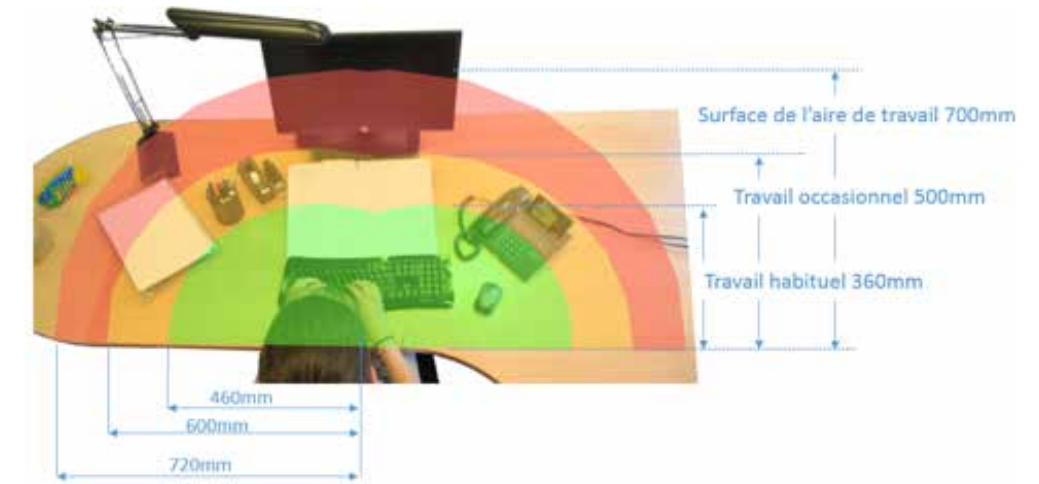 Surface de l'aire de travail 700mm
Travail occasionnel 500mm
Travail habituel 360mm
460mm
600mm
720mm